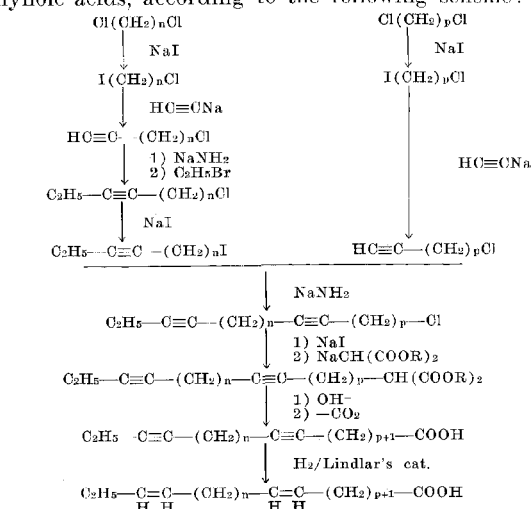 acids, according to the following scheme:
Cl(CH2)nCl Cl(CH2)pCl
NaI NaI
I(CH2)nCl I(CH2)pCl
HC≡CNa
HC≡C- -(CH2)nCl
1) NaNH2
2) C2H5Br HC≡CNa
C2H5—C≡C—(CH2)nCl
NaI
C2H5—C≡C -(CH2)nI HC≡C—(CH2)pCl
NaNH2
C2H5—C≡C—(CH2)n—C≡C—(CH2)p—Cl
1) NaI
2) NaCH(COOR)2
C2H5—C≡C—(CH2)n—C≡C—(CH2)p—CH(COOR)2
1) OH-
2) —CO2
C2H5 -C≡C—(CH2)n—C≡C—(CH2)p+1—COOH
H2/Lindlar's cat.
C2H5—C=C—(CH2)n—C=C—(CH2)p+1—COOH
H H H H